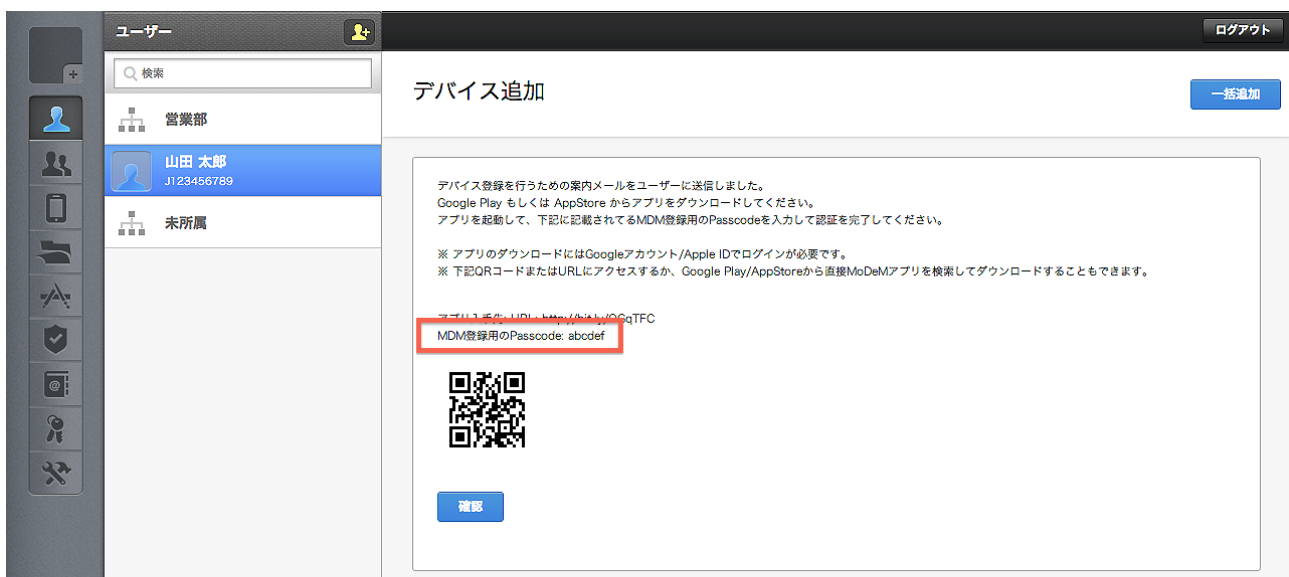 ユーザー
ログアウト
検索
営業部
山田 太郎
J123456789
未所属
デバイス追加
一括追加
デバイス登録を行うための案内メールをユーザーに送信しました。
Google Play もしくは AppStore からアプリをダウンロードしてください。
アプリを起動して、下記に記載されてるMDM登録用のPasscodeを入力して認証を完了してください。
※ アプリのダウンロードにはGoogleアカウント/Apple IDでログインが必要です。
※ 下記QRコードまたはURLにアクセスするか、Google Play/AppStoreから直接MoDeMアプリを検索してダウンロードすることもできます。
アプリ入手先: URL: http://bit.ly/
MDM登録用のPasscode: abcdef
確認